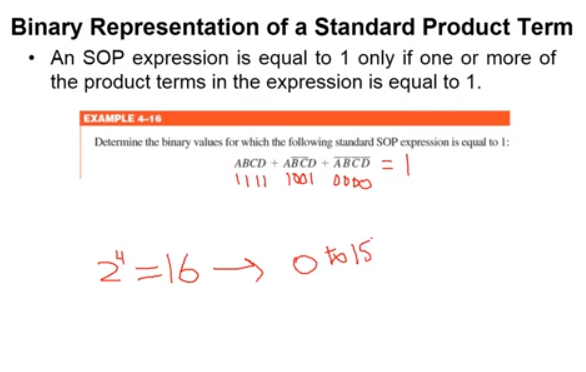 Binary Representation of a Standard Product Term
• An SOP expression is equal to 1 only if one or more of
the product terms in the expression is equal to 1.
EXAMPLE 4–16
Determine the binary values for which the following standard SOP expression is equal to 1:
ABCD + AB̅C̅D + A̅B̅C̅D̅ = 1
1111 1001 0000
2⁴=16 → 0 to 15